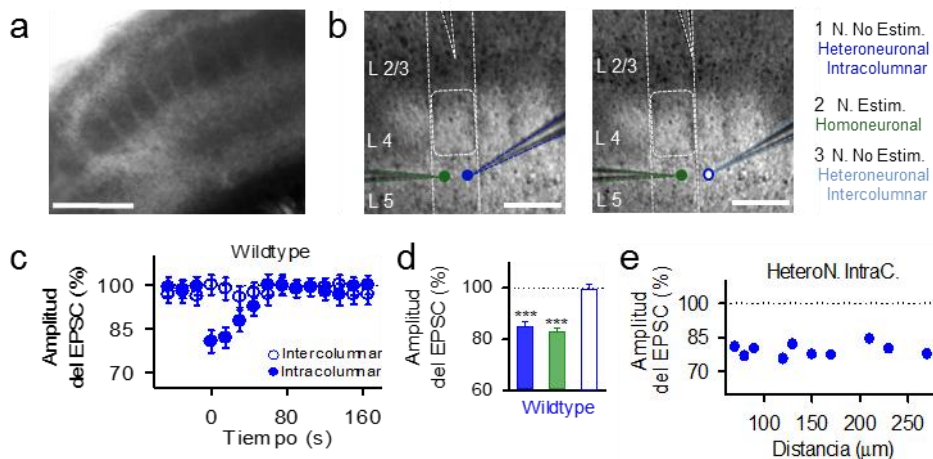 a
b
L 2/3
L 4
L 5
L 2/3
L 4
L 5
1 N. No Estim.
Heteroneuronal
Intracolumnar
2 N. Estim.
Homoneuronal
3 N. No Estim.
Heteroneuronal
Intercolumnar
c
Wildtype
Amplitud
del EPSC (%)
100
85
70
Intercolumnar
Intracolumnar
0 80 160
Tiempo (s)
d
Amplitud
del EPSC (%)
100
80
60
*** ***
Wildtype
e
HeteroN. IntraC.
Amplitud
del EPSC (%)
100
85
70
100 150 200 250
Distancia (µm)